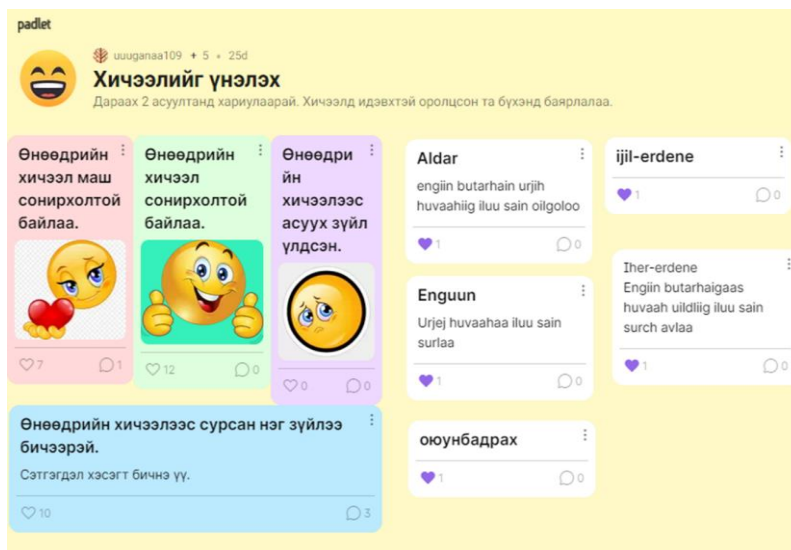 padlet
uuuganaa109 + 5 • 25d
Хичээлийг үнэлэх
Дараах 2 асуултанд хариулаарай. Хичээлд идэвхтэй оролцсон та бүхэнд баярлалаа.
Өнөөдрийн
хичээл маш
сонирхолтой
байлаа.
7
1
Өнөөдрийн
хичээл
сонирхолтой
байлаа.
12
0
Өнөөдри
йн
хичээлээс
асуух зүйл
үлдсэн.
0
0
Өнөөдрийн хичээлээс сурсан нэг зүйлээ
бичээрэй.
Сэтгэгдэл хэсэгт бичнэ үү.
10
3
Aldar
engiin butarhain urjih
huvaahiig iluu sain oilgoloo
1
0
Enguun
Urjej huvaahaa iluu sain
surlaa
1
0
оюунбадрах
1
0
ijil-erdene
1
0
Iher-erdene
Engiin butarhaigaas
huvaah uildliig iluu sain
surch avlaa
1
0